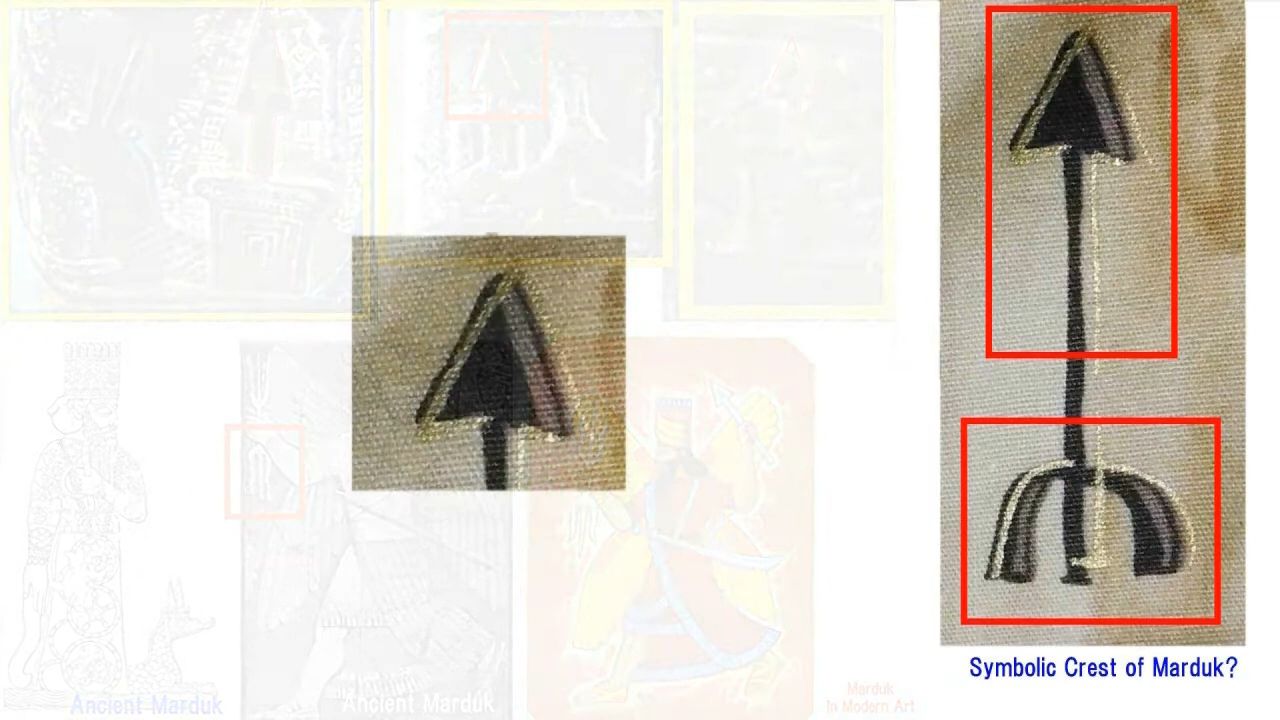 Symbolic Crest of Marduk?
Ancient Marduk
Ancient Marduk
Marduk
In Modern Art